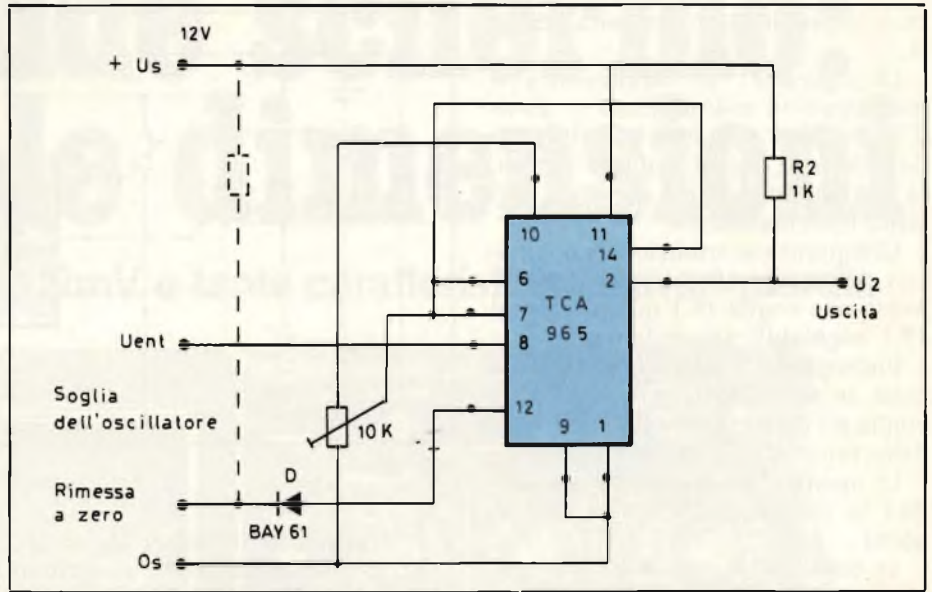 12V
+ Us
R2
1K
10
11
14
6
2
U2
TCA
Uscita
7
965
Uent
8
Soglia
dell'oscillatore
12
10 K
9
1
D
Rimessa
a zero
BAY 61
Os